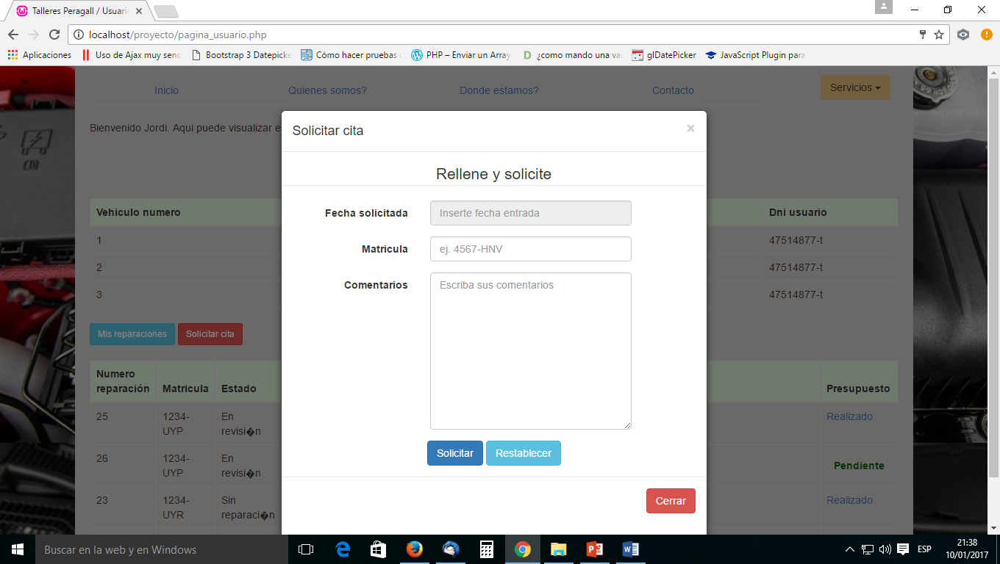 Talleres Peragall / Usuari
localhost/proyecto/pagina_usuario.php
Aplicaciones Uso de Ajax muy senc Bootstrap 3 Datepicke Cómo hacer pruebas PHP – Enviar un Array ¿como mando una va glDatePicker JavaScript Plugin para
Inicio Quienes somos? Donde estamos? Contacto Servicios
Bienvenido Jordi. Aqui puede visualizar e
Solicitar cita ×
Rellene y solicite
Fecha solicitada Inserte fecha entrada
Matricula ej. 4567-HNV
Comentarios Escriba sus comentarios
Solicitar Restablecer
Cerrar
Vehiculo numero Dni usuario
1 47514877-t
2 47514877-t
3 47514877-t
Mis reparaciones Solicitar cita
Numero
reparación Matricula Estado Presupuesto
25 1234- En Realizado
UYP revisi�n
26 1234- En
UYP revisi�n Pendiente
23 1234- Sin Realizado
UYR reparaci�n
Buscar en la web y en Windows
ESP
21:38
10/01/2017